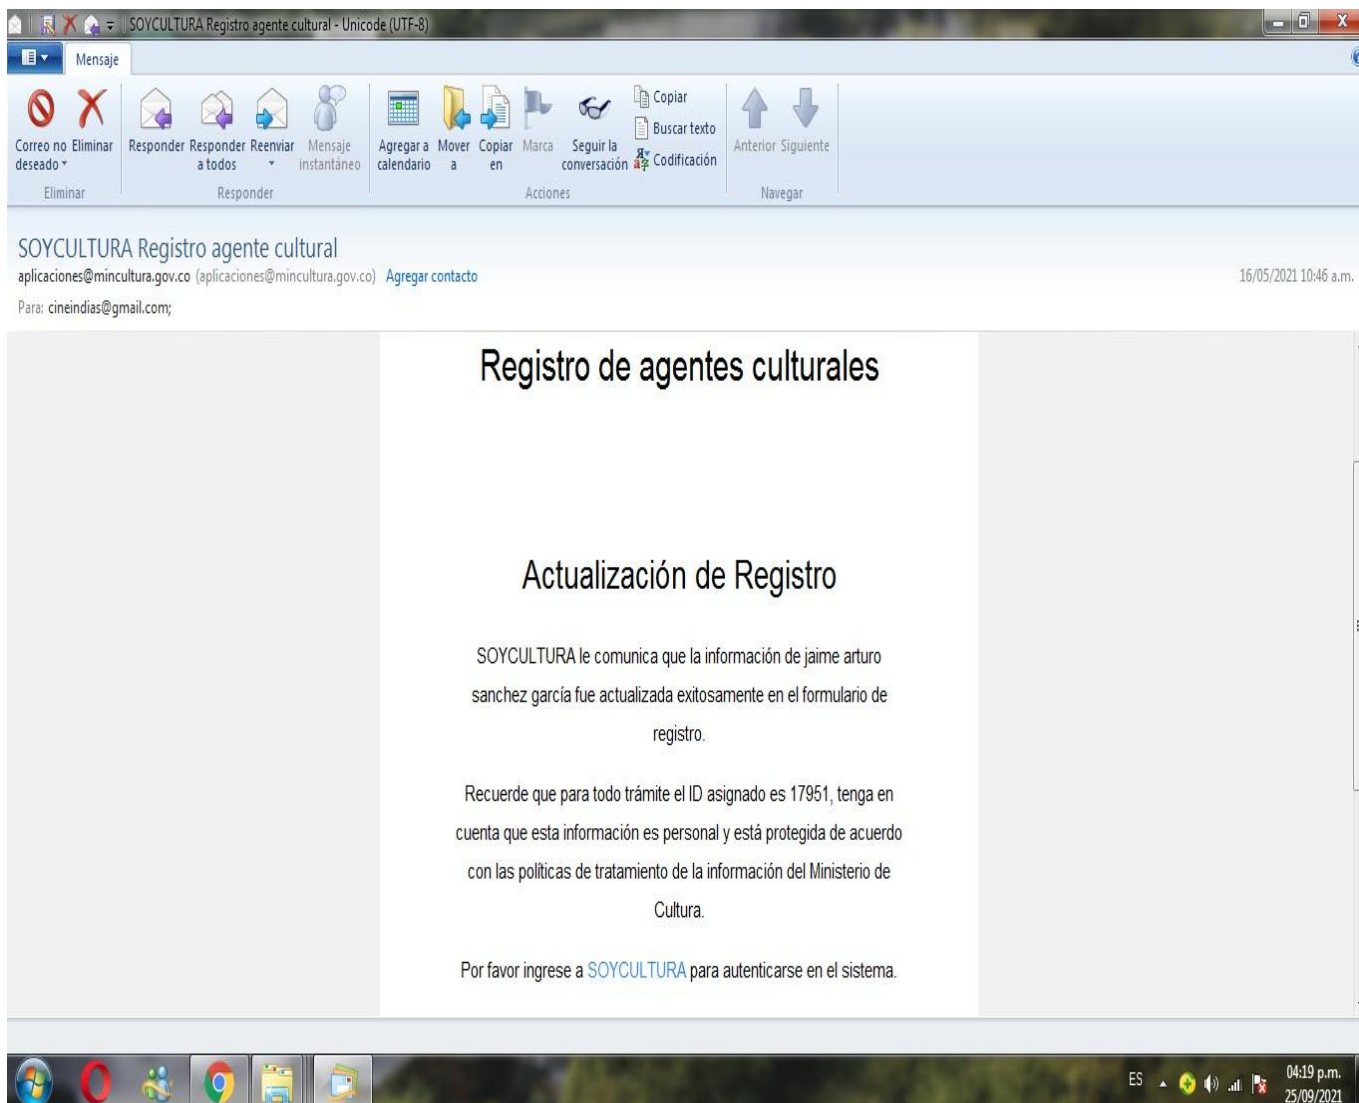 SOYCULTURA Registro agente cultural - Unicode (UTF-8)
Mensaje
Correo no deseado
Eliminar
Responder
Responder a todos
Reenviar
Mensaje instantáneo
Agregar a calendario
Mover a
Copiar en
Marca
Seguir la conversación
Copiar
Buscar texto
Codificación
Anterior
Siguiente
Eliminar
Responder
Acciones
Navegar
SOYCULTURA Registro agente cultural
aplicaciones@mincultura.gov.co (aplicaciones@mincultura.gov.co) Agregar contacto
16/05/2021 10:46 a.m.
Para: cineindias@gmail.com;
Registro de agentes culturales
Actualización de Registro
SOYCULTURA le comunica que la información de jaime arturo
sanchez garcía fue actualizada exitosamente en el formulario de
registro.
Recuerde que para todo trámite el ID asignado es 17951, tenga en
cuenta que esta información es personal y está protegida de acuerdo
con las políticas de tratamiento de la información del Ministerio de
Cultura.
Por favor ingrese a SOYCULTURA para autenticarse en el sistema.
ES
04:19 p.m.
25/09/2021